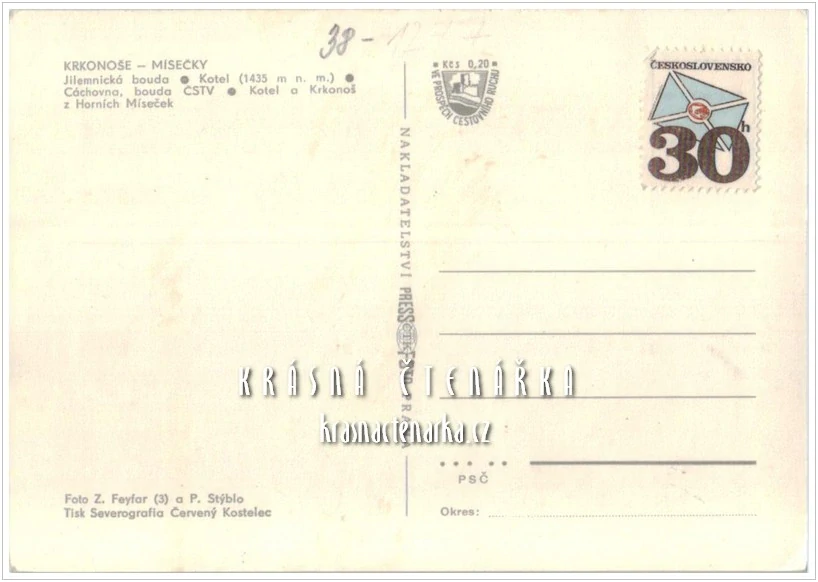 KRKONOŠE – MÍSEČKY
Jilemnická bouda ● Kotel (1435 m n. m.) ●
Cáchovna, bouda ČSTV ● Kotel a Krkonoš
z Horních Míseček
38 –
Kčs 0,20
VE PROSPĚCH CESTOVNÍHO RUCHU
ČESKOSLOVENSKO
30 h
NAKLADATELSTVÍ PRESSFOTO PRAHA
KRÁSNÁ ČTENÁŘKA
krasnactenarka.cz
PSČ
Okres:
Foto Z. Feyfar (3) a P. Stýblo
Tisk Severografia Červený Kostelec